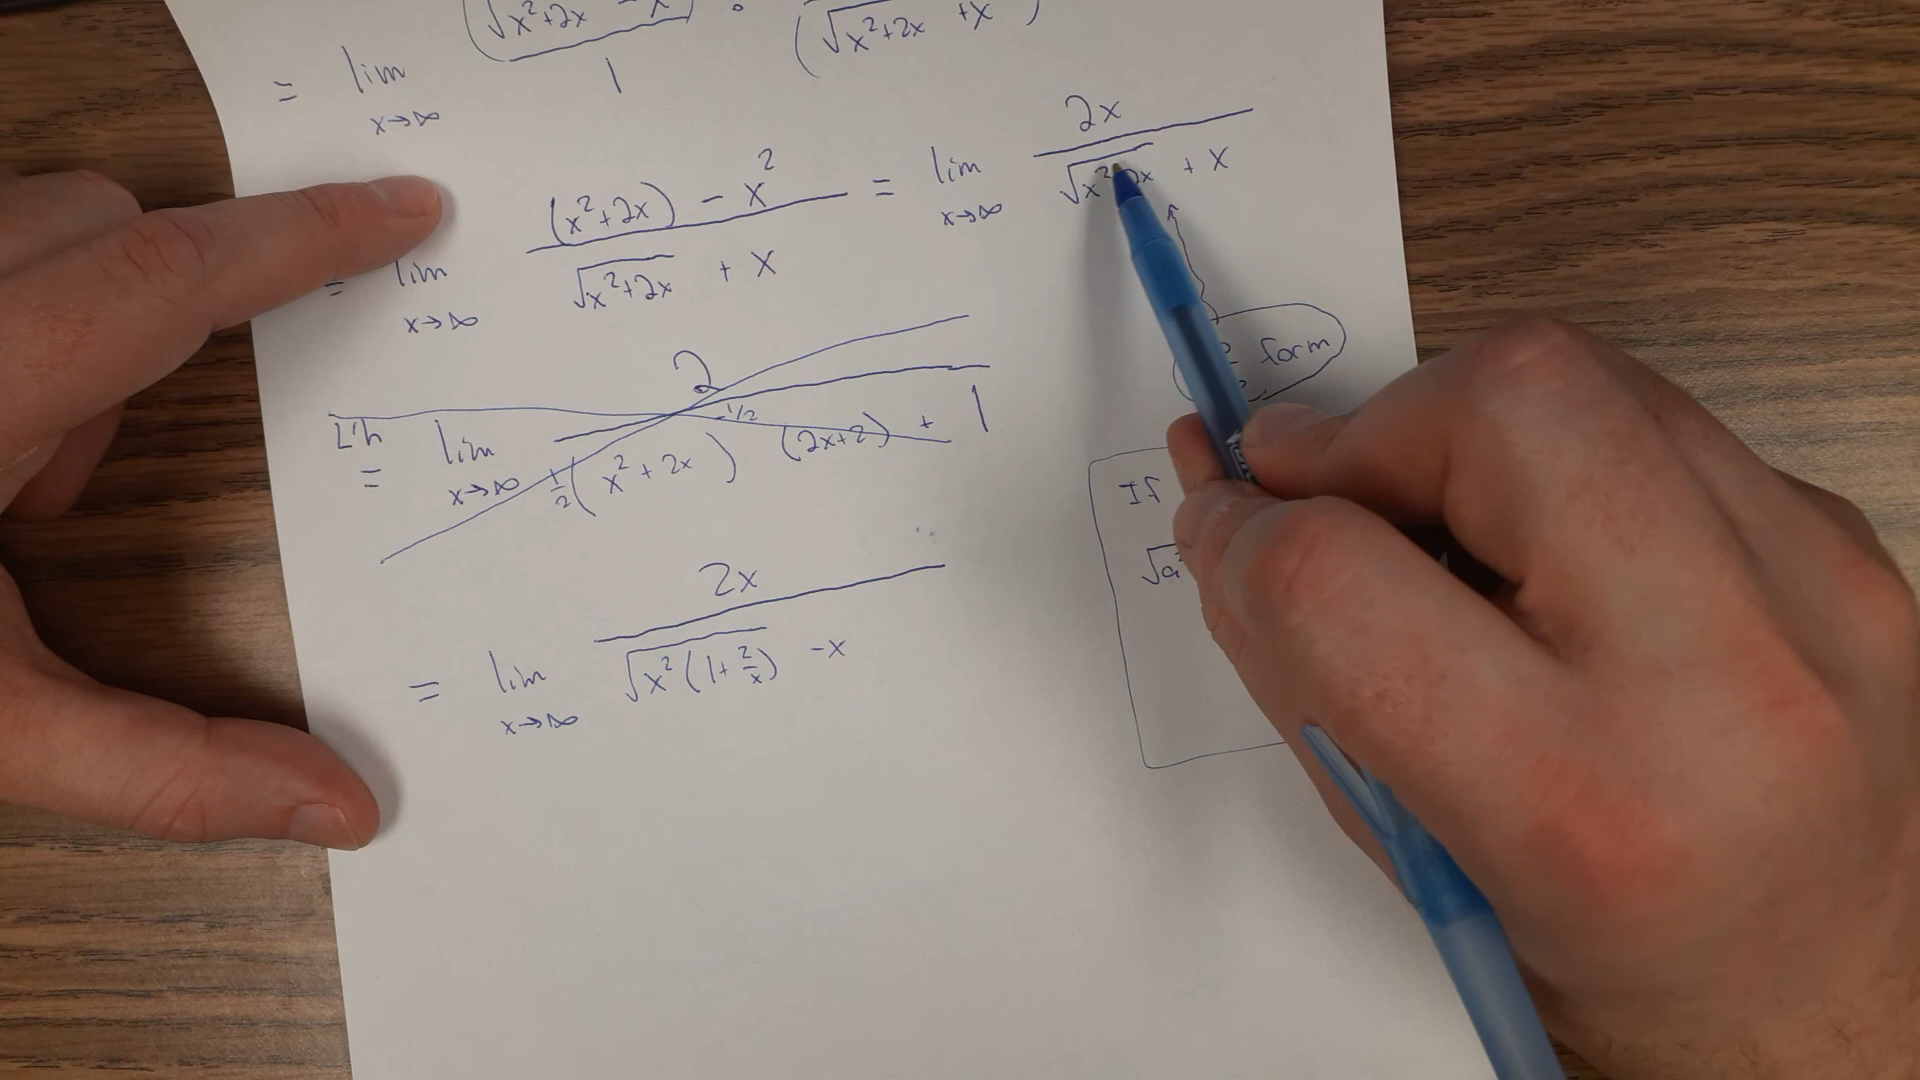 = lim x→∞ (√x²+2x - x) / 1 · / (√x²+2x + x)
= lim x→∞ (x²+2x) - x² / √x²+2x + x = lim x→∞ 2x / √x² 2x + x
form
L'H = lim x→∞ 2 / 1/2 (x²+2x) 1/2 (2x+2) + 1
If
√a²
= lim x→∞ 2x / √x²(1+2/x) -x